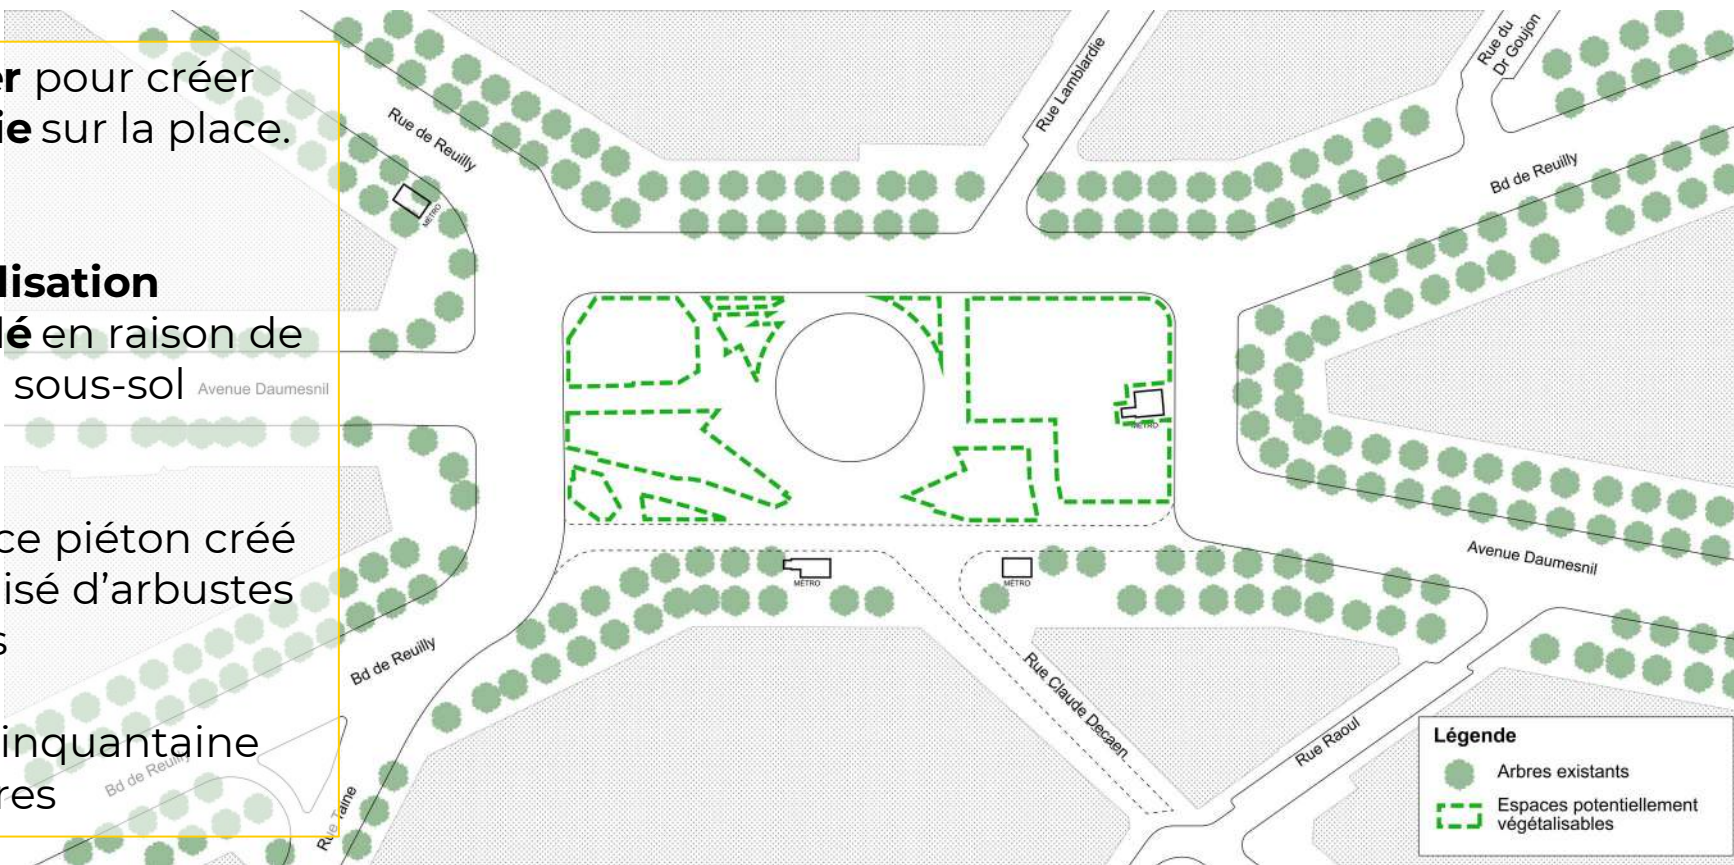 er pour créer
ie sur la place.
lisation
lé en raison de
sous-sol
ce piéton créé
isé d'arbustes
s
inquantaine
res
Rue de Reuilly
MÉTRO
Avenue Daumesnil
Rue Lamblardie
Rue du
Dr Goujon
Bd de Reuilly
MÉTRO
MÉTRO
MÉTRO
Avenue Daumesnil
Bd de Reuilly
Bd de Reuilly
Rue Taine
Rue Claude Decaen
Rue Raoul
Légende
Arbres existants
Espaces potentiellement
végétalisables